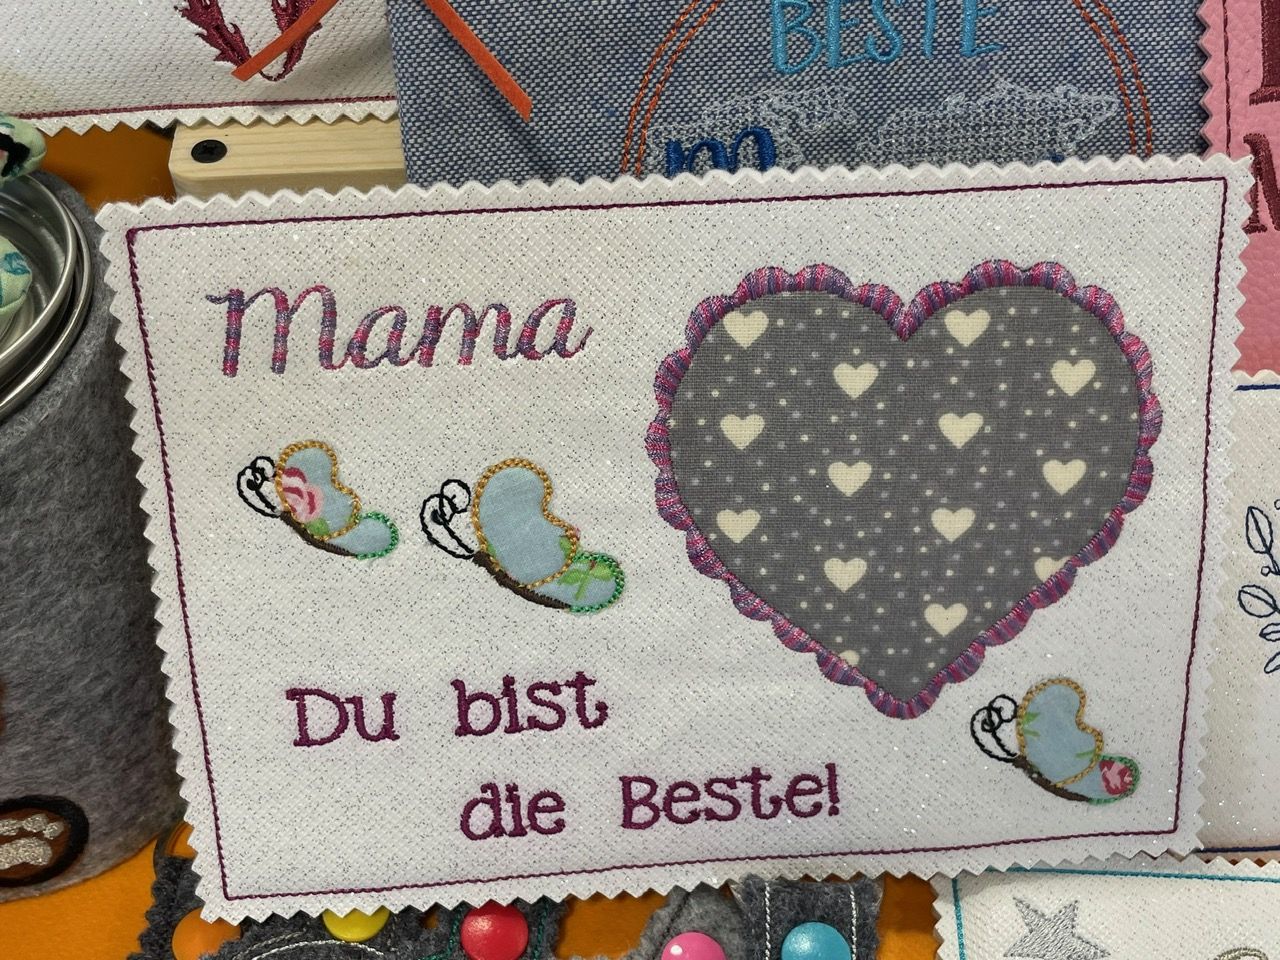 BESTE
m
Mama
Du bist
die Beste!